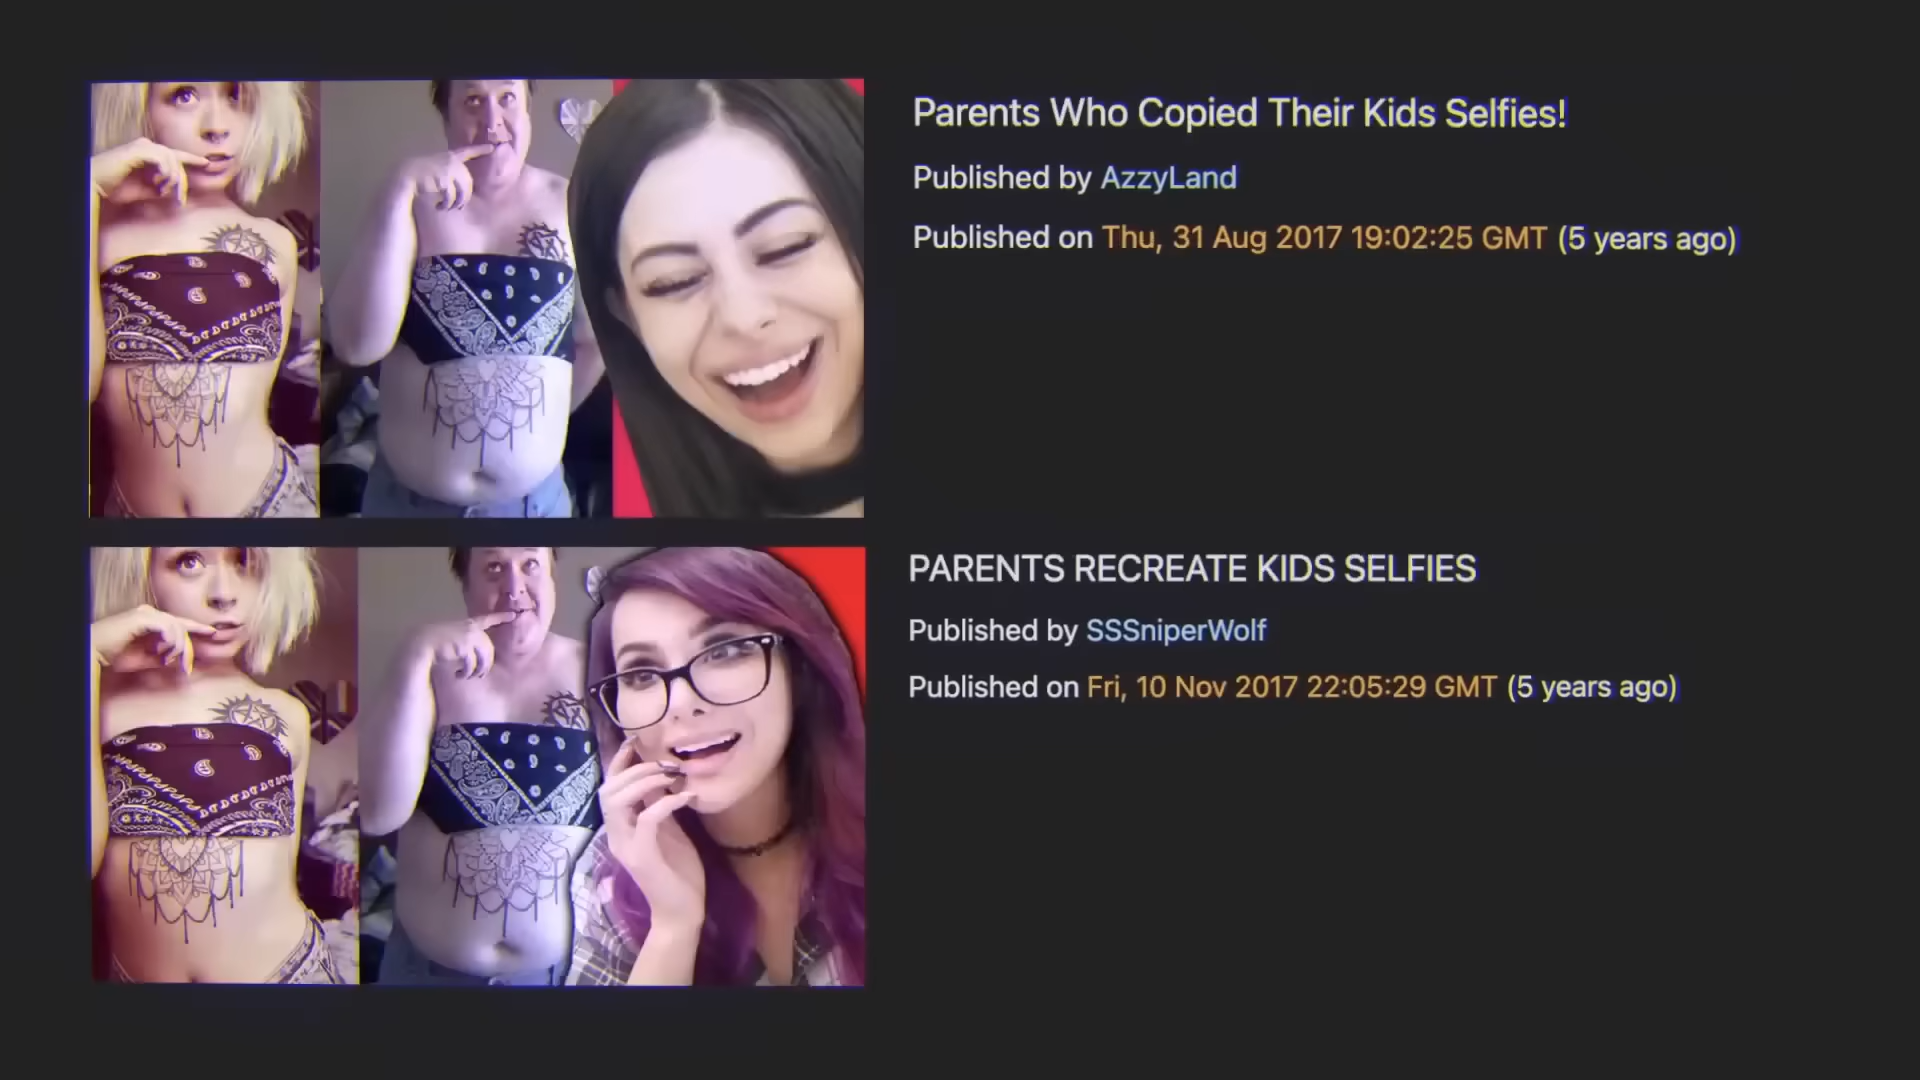 Parents Who Copied Their Kids Selfies!
Published by AzzyLand
Published on Thu, 31 Aug 2017 19:02:25 GMT (5 years ago)
PARENTS RECREATE KIDS SELFIES
Published by SSSniperWolf
Published on Fri, 10 Nov 2017 22:05:29 GMT (5 years ago)